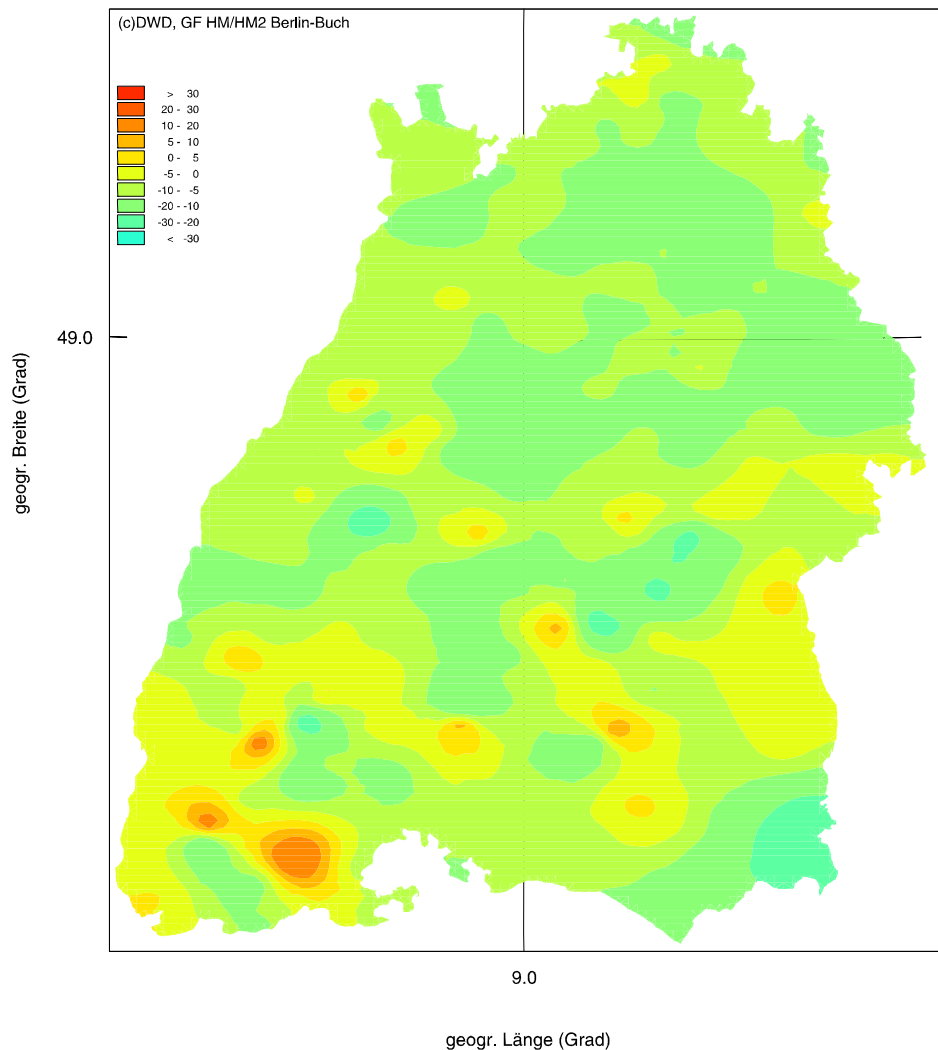 (c)DWD, GF HM/HM2 Berlin-Buch
> 30
20 - 30
10 - 20
5 - 10
0 - 5
-5 - 0
-10 - -5
-20 - -10
-30 - -20
< -30
49.0
geogr. Breite (Grad)
9.0
geogr. Länge (Grad)